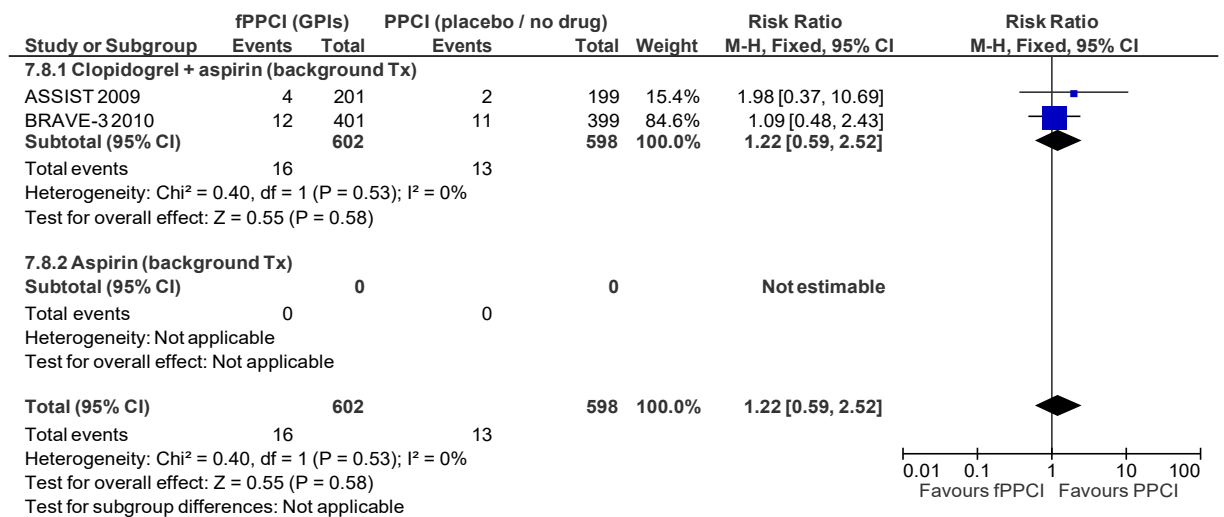 fPPCI (GPIs) PPCI (placebo / no drug) Risk Ratio Risk Ratio
Study or Subgroup Events Total Events Total Weight M-H, Fixed, 95% CI M-H, Fixed, 95% CI
7.8.1 Clopidogrel + aspirin (background Tx)
ASSIST 2009 4 201 2 199 15.4% 1.98 [0.37, 10.69]
BRAVE-3 2010 12 401 11 399 84.6% 1.09 [0.48, 2.43]
Subtotal (95% CI) 602 598 100.0% 1.22 [0.59, 2.52]
Total events 16 13
Heterogeneity: Chi² = 0.40, df = 1 (P = 0.53); I² = 0%
Test for overall effect: Z = 0.55 (P = 0.58)
7.8.2 Aspirin (background Tx)
Subtotal (95% CI) 0 0 Not estimable
Total events 0 0
Heterogeneity: Not applicable
Test for overall effect: Not applicable
Total (95% CI) 602 598 100.0% 1.22 [0.59, 2.52]
Total events 16 13
Heterogeneity: Chi² = 0.40, df = 1 (P = 0.53); I² = 0%
Test for overall effect: Z = 0.55 (P = 0.58)
Test for subgroup differences: Not applicable
0.01 0.1 1 10 100
Favours fPPCI Favours PPCI